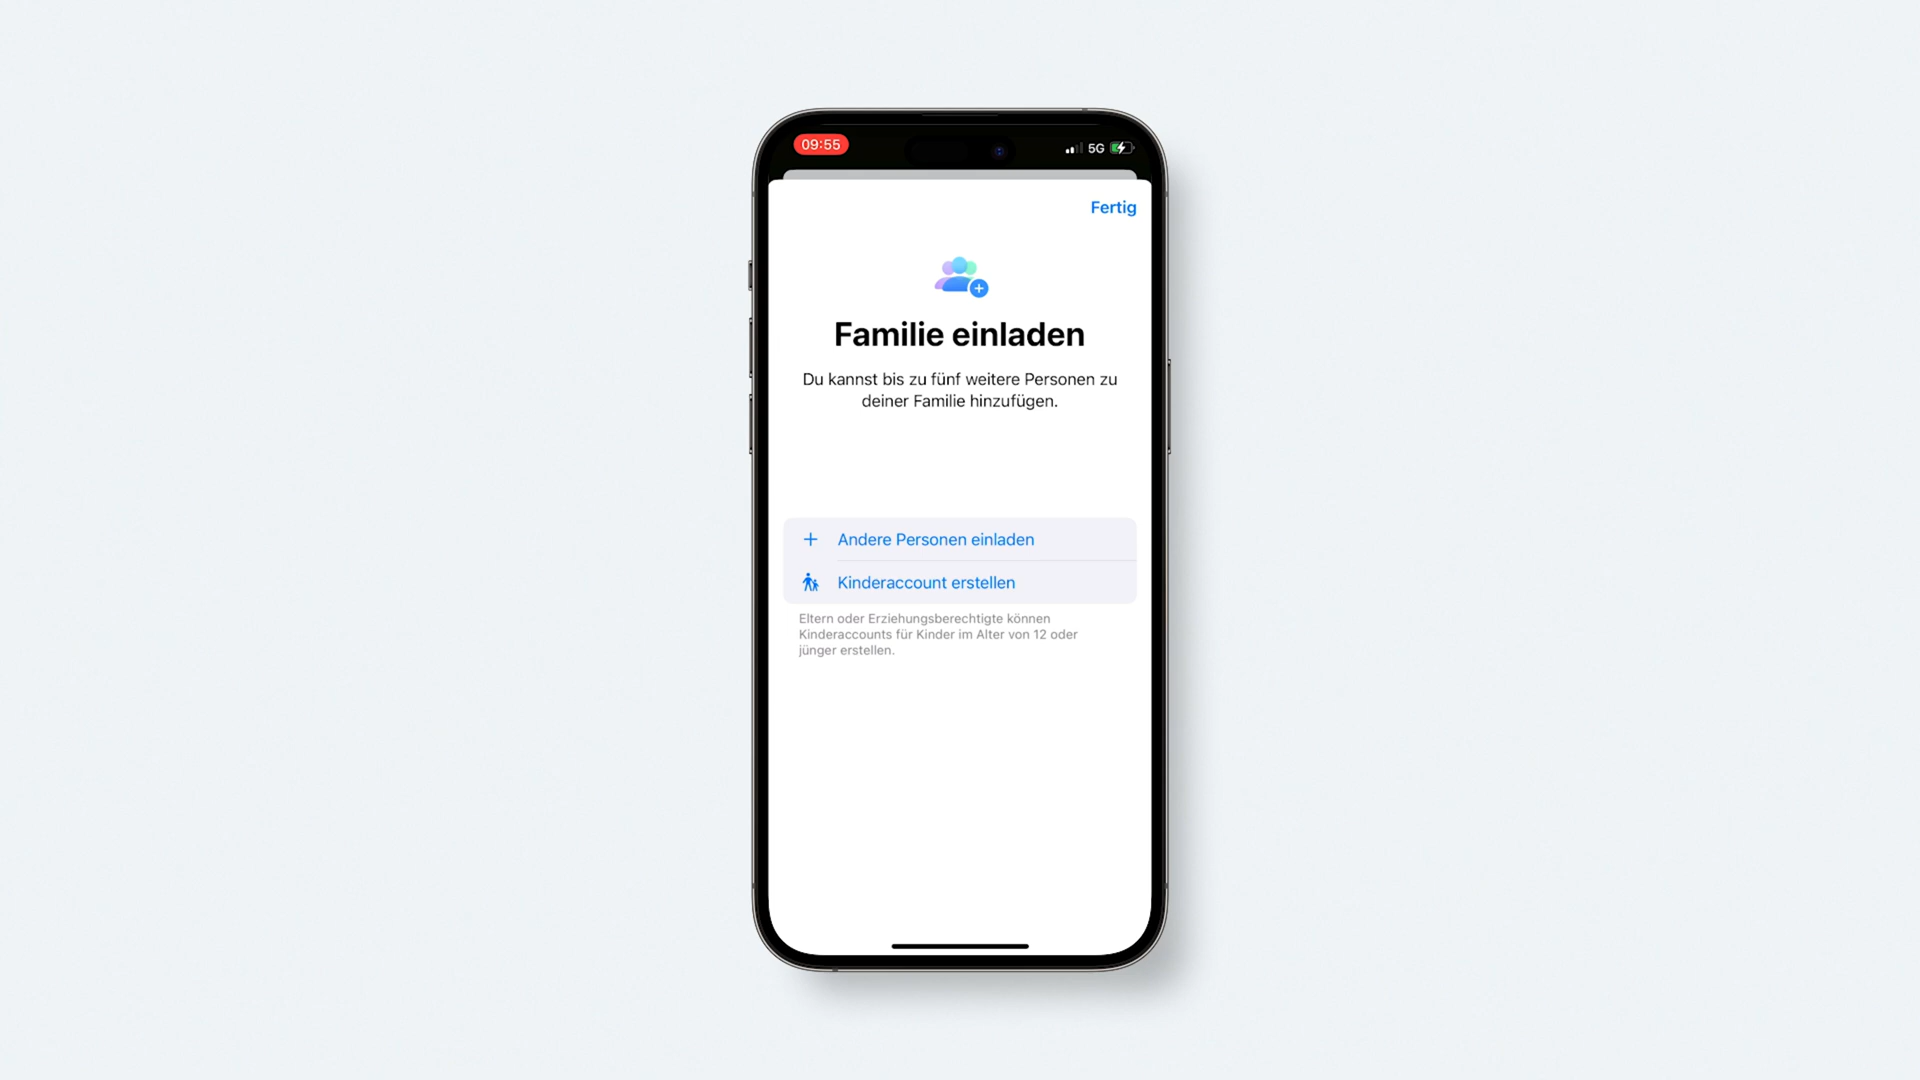 09:55
5G
Fertig
Familie einladen
Du kannst bis zu fünf weitere Personen zu
deiner Familie hinzufügen.
Andere Personen einladen
Kinderaccount erstellen
Eltern oder Erziehungsberechtigte können
Kinderaccounts für Kinder im Alter von 12 oder
jünger erstellen.